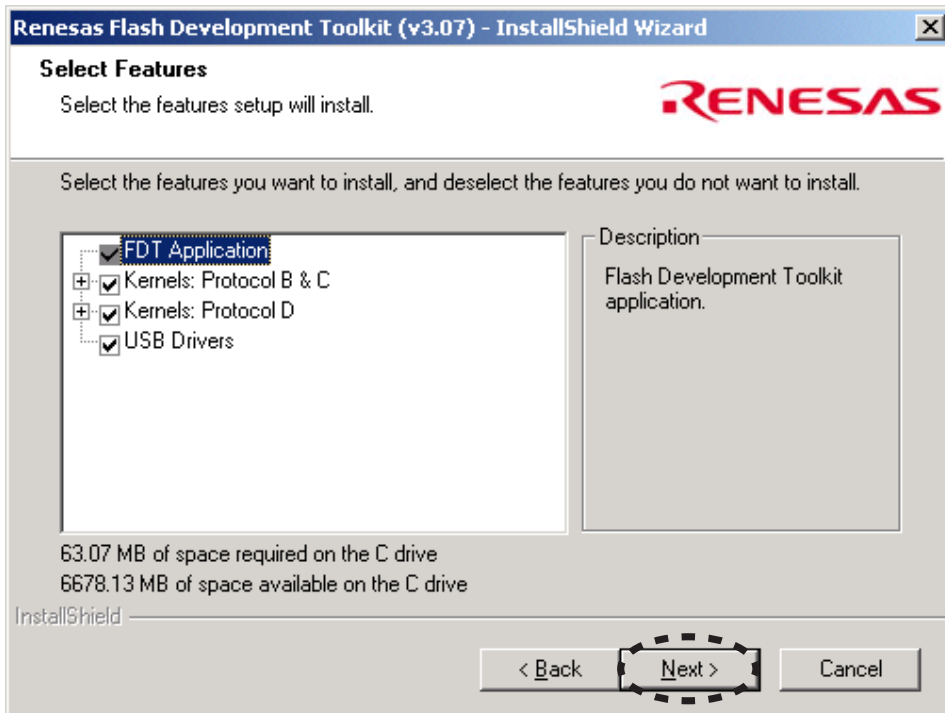 Renesas Flash Development Toolkit (v3.07) - InstallShield Wizard
Select Features
Select the features setup will install.
RENESAS
Select the features you want to install, and deselect the features you do not want to install.
FDT Application
Kernels: Protocol B & C
Kernels: Protocol D
USB Drivers
Description
Flash Development Toolkit
application.
63.07 MB of space required on the C drive
6678.13 MB of space available on the C drive
InstallShield
< Back
Next >
Cancel